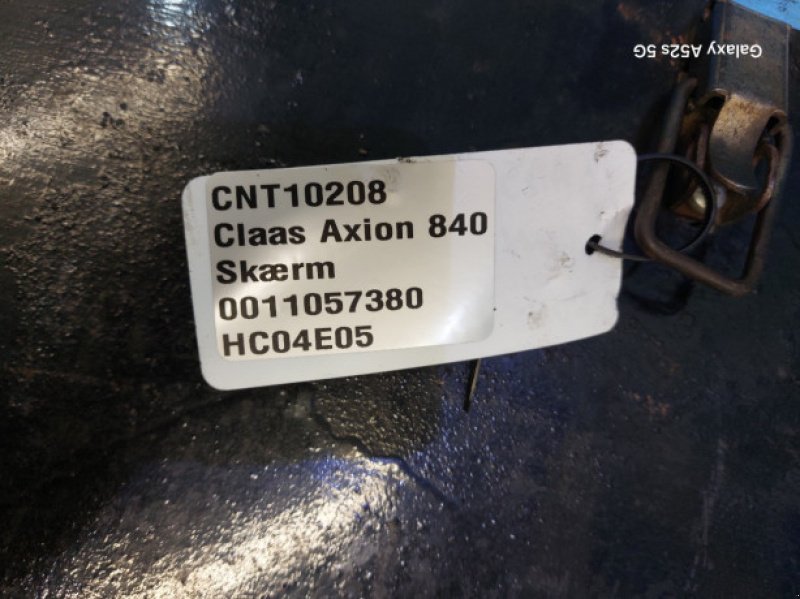 Galaxy A52s 5G
CNT10208
Claas Axion 840
Skærm
0011057380
HC04E05